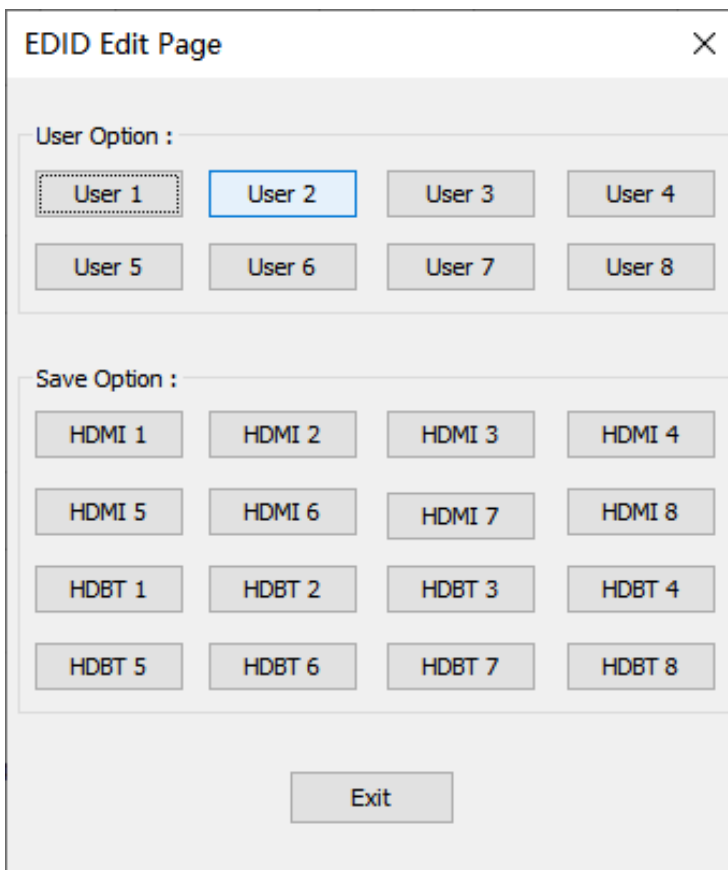 EDID Edit Page
User Option :
User 1 User 2 User 3 User 4
User 5 User 6 User 7 User 8
Save Option :
HDMI 1 HDMI 2 HDMI 3 HDMI 4
HDMI 5 HDMI 6 HDMI 7 HDMI 8
HDBT 1 HDBT 2 HDBT 3 HDBT 4
HDBT 5 HDBT 6 HDBT 7 HDBT 8
Exit